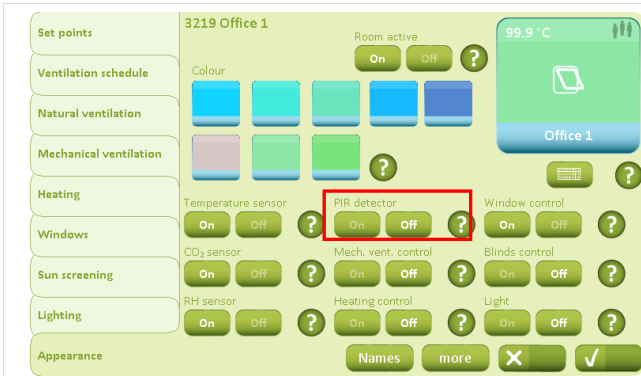 3219 Office 1
Set points
Ventilation schedule
Natural ventilation
Mechanical ventilation
Heating
Windows
Sun screening
Lighting
Appearance
Room active
On Off ?
Colour
?
99.9 °C
Office 1
?
Temperature sensor
On Off ?
PIR detector
On Off ?
Window control
On Off ?
CO₂ sensor
On Off ?
Mech. vent. control
On Off ?
Blinds control
On Off ?
RH sensor
On Off ?
Heating control
On Off ?
Light
On Off ?
Names more